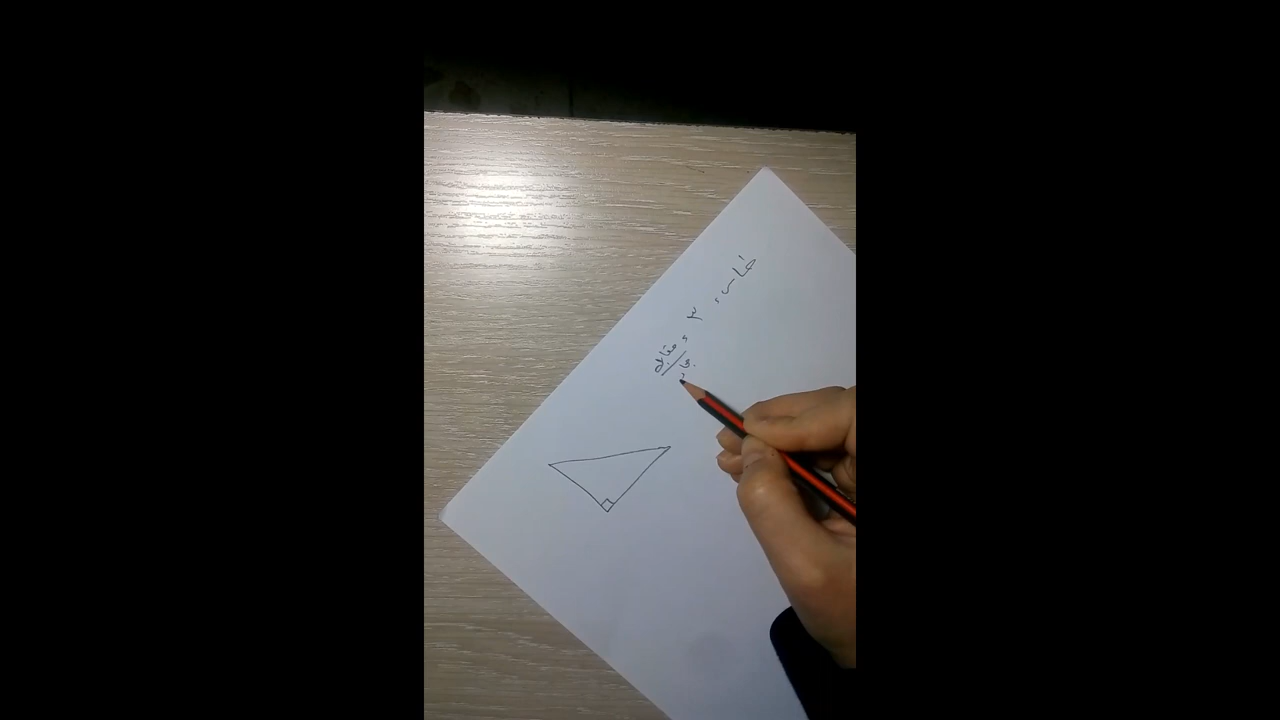 ظا س = ٣ = مقابل